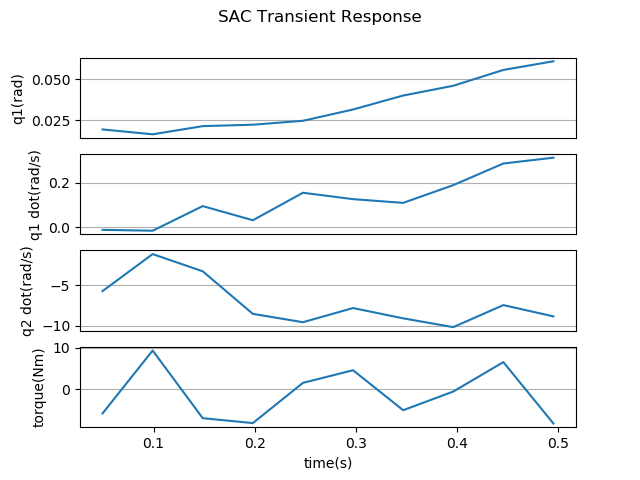 SAC Transient Response
0.050
0.025
q1(rad)
0.2
0.0
q1 dot(rad/s)
−5
−10
q2 dot(rad/s)
10
0
torque(Nm)
0.1 0.2 0.3 0.4 0.5
time(s)